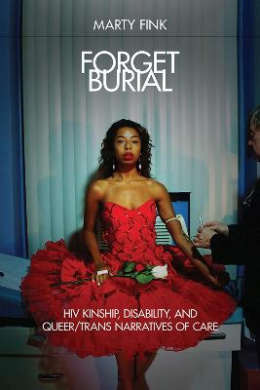 MARTY FINK
FORGET
BURIAL
HIV KINSHIP, DISABILITY, AND
QUEER/TRANS NARRATIVES OF CARE